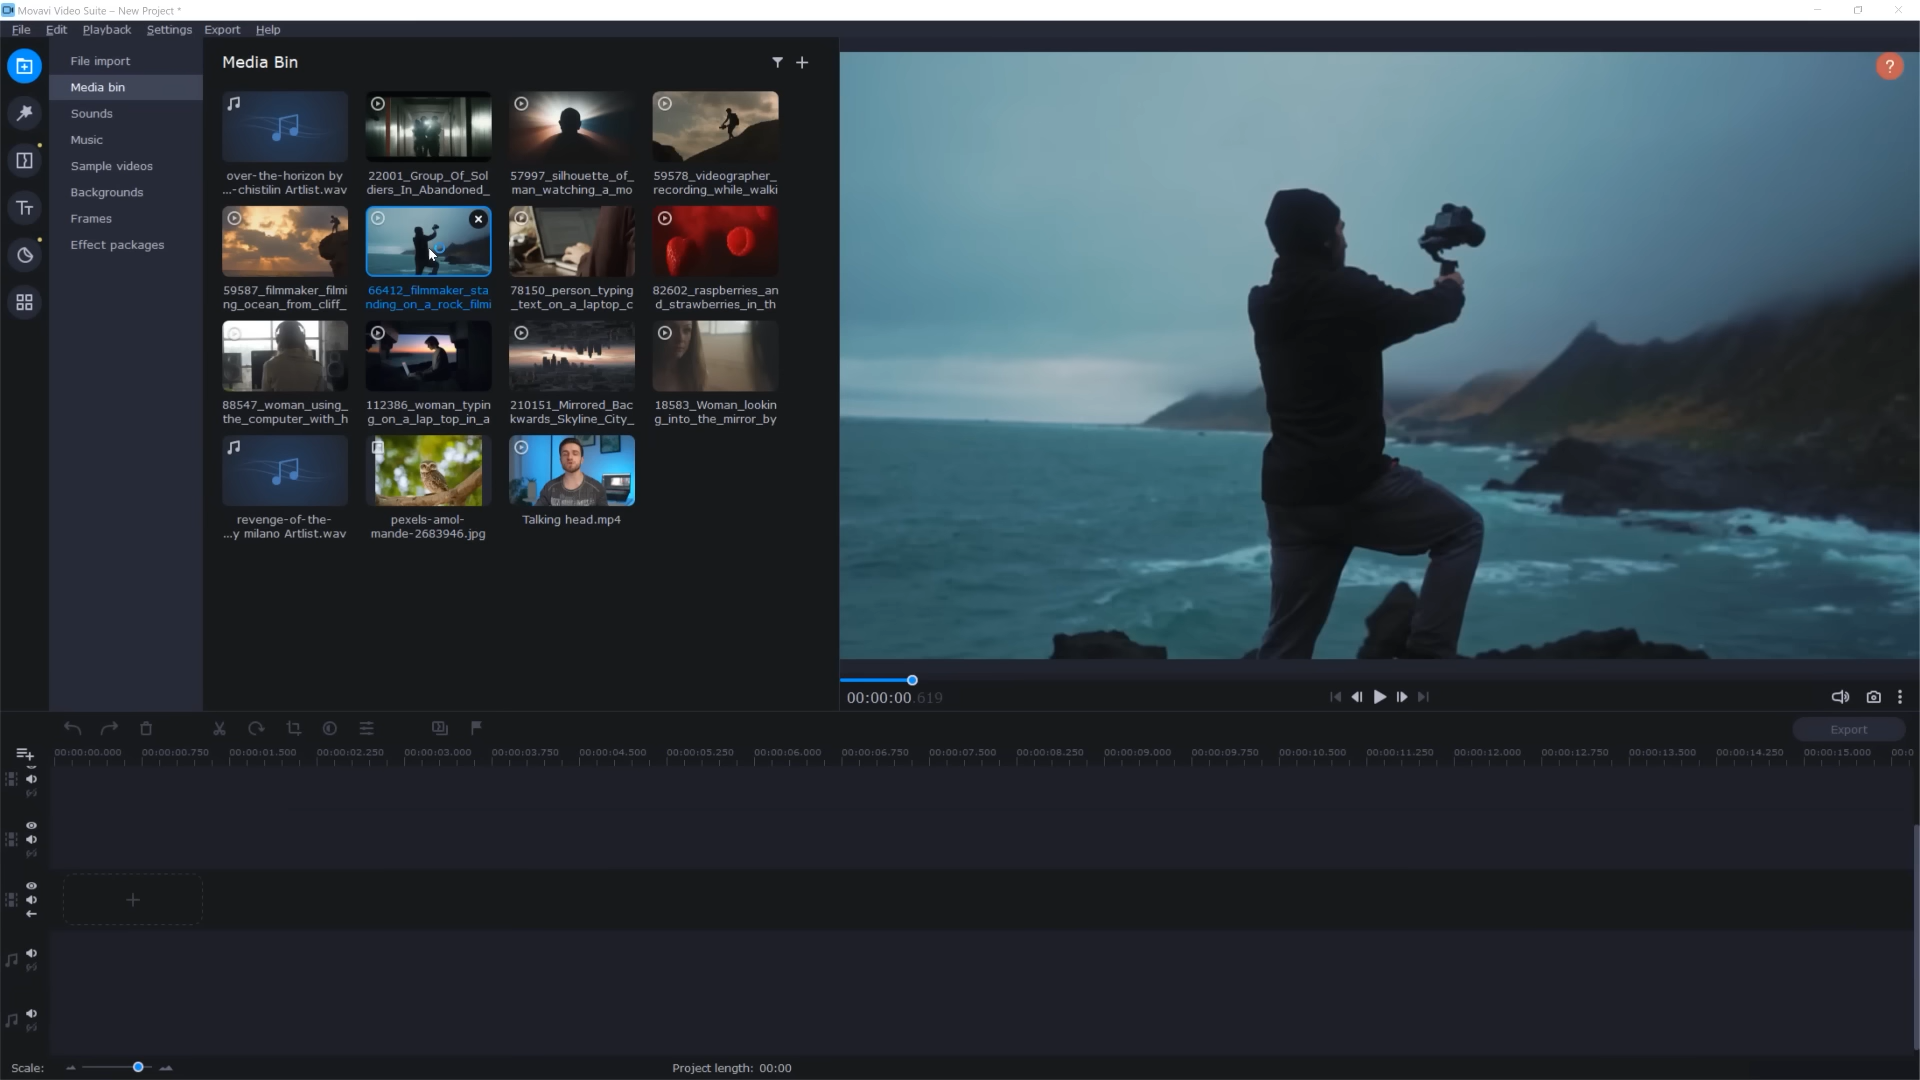 Movavi Video Suite – New Project *
File Edit Playback Settings Export Help
File import
Media bin
Sounds
Music
Sample videos
Backgrounds
Frames
Effect packages
Media Bin
over-the-horizon by
...-chistilin Artlist.wav
22001_Group_Of_Sol
diers_In_Abandoned_
57997_silhouette_of_
man_watching_a_mo
59578_videographer_
recording_while_walki
59587_filmmaker_filmi
ng_ocean_from_cliff_
66412_filmmaker_sta
nding_on_a_rock_filmi
78150_person_typing
_text_on_a_laptop_c
82602_raspberries_an
d_strawberries_in_th
88547_woman_using_
the_computer_with_h
112386_woman_typin
g_on_a_lap_top_in_a
210151_Mirrored_Bac
kwards_Skyline_City_
18583_Woman_lookin
g_into_the_mirror_by
revenge-of-the-
...y milano Artlist.wav
pexels-amol-
mande-2683946.jpg
Talking head.mp4
?
00:00:00.619
Export
00:00:00.000 00:00:00.750 00:00:01.500 00:00:02.250 00:00:03.000 00:00:03.750 00:00:04.500 00:00:05.250 00:00:06.000 00:00:06.750 00:00:07.500 00:00:08.250 00:00:09.000 00:00:09.750 00:00:10.500 00:00:11.250 00:00:12.000 00:00:12.750 00:00:13.500 00:00:14.250 00:00:15.000 00:0
Scale:
Project length: 00:00